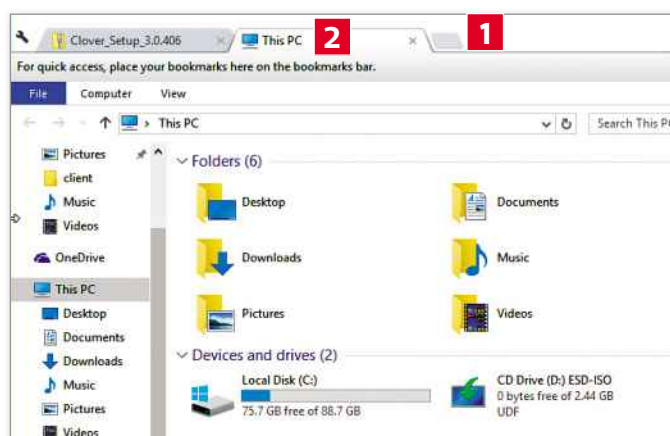 Clover_Setup_3.0.406
This PC
2
1
For quick access, place your bookmarks here on the bookmarks bar.
File
Computer
View
This PC
Search This P
Pictures
client
Music
Videos
OneDrive
This PC
Desktop
Documents
Downloads
Music
Pictures
Videos
Folders (6)
Desktop
Documents
Downloads
Music
Pictures
Videos
Devices and drives (2)
Local Disk (C:)
75.7 GB free of 88.7 GB
CD Drive (D:) ESD-ISO
0 bytes free of 2.44 GB
UDF